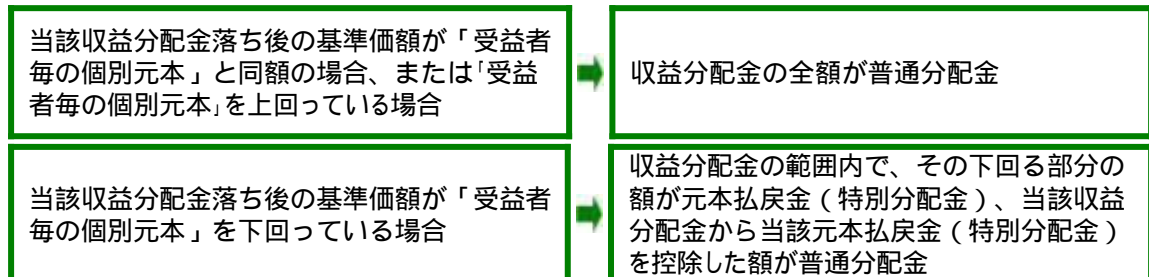 当該収益分配金落ち後の基準価額が「受益者
毎の個別元本」と同額の場合、または「受益
者毎の個別元本」を上回っている場合
収益分配金の全額が普通分配金
当該収益分配金落ち後の基準価額が「受益者
毎の個別元本」を下回っている場合
収益分配金の範囲内で、その下回る部分の
額が元本払戻金(特別分配金)、当該収益
分配金から当該元本払戻金(特別分配金)
を控除した額が普通分配金